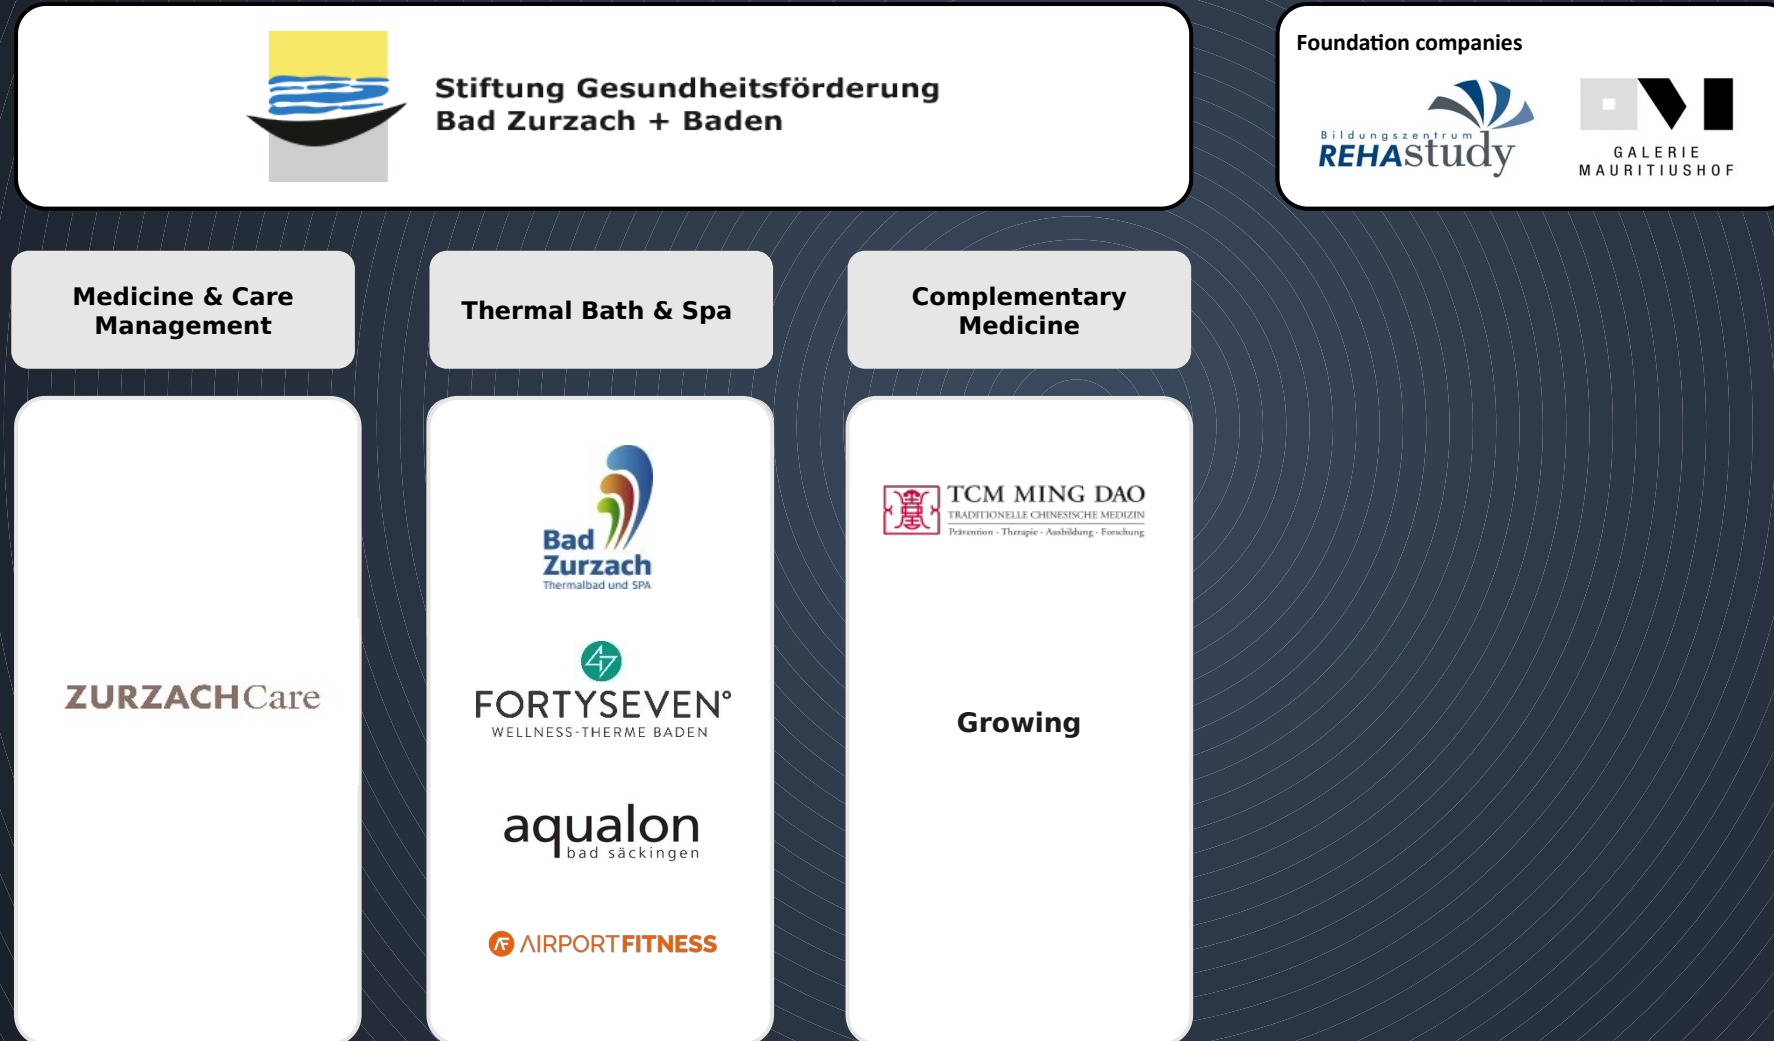 Stiftung Gesundheitsförderung
Bad Zurzach + Baden
Foundation companies
Bildungszentrum
REHAstudy
GALERIE
MAURITIUSHOF
Medicine & Care
Management
Thermal Bath & Spa
Complementary
Medicine
ZURZACHCare
Bad
Zurzach
Thermalbad und SPA
47
FORTYSEVEN°
WELLNESS-THERME BADEN
aqualon
bad säckingen
AF AIRPORTFITNESS
TCM MING DAO
TRADITIONELLE CHINESISCHE MEDIZIN
Prävention - Therapie - Ausbildung - Forschung
Growing